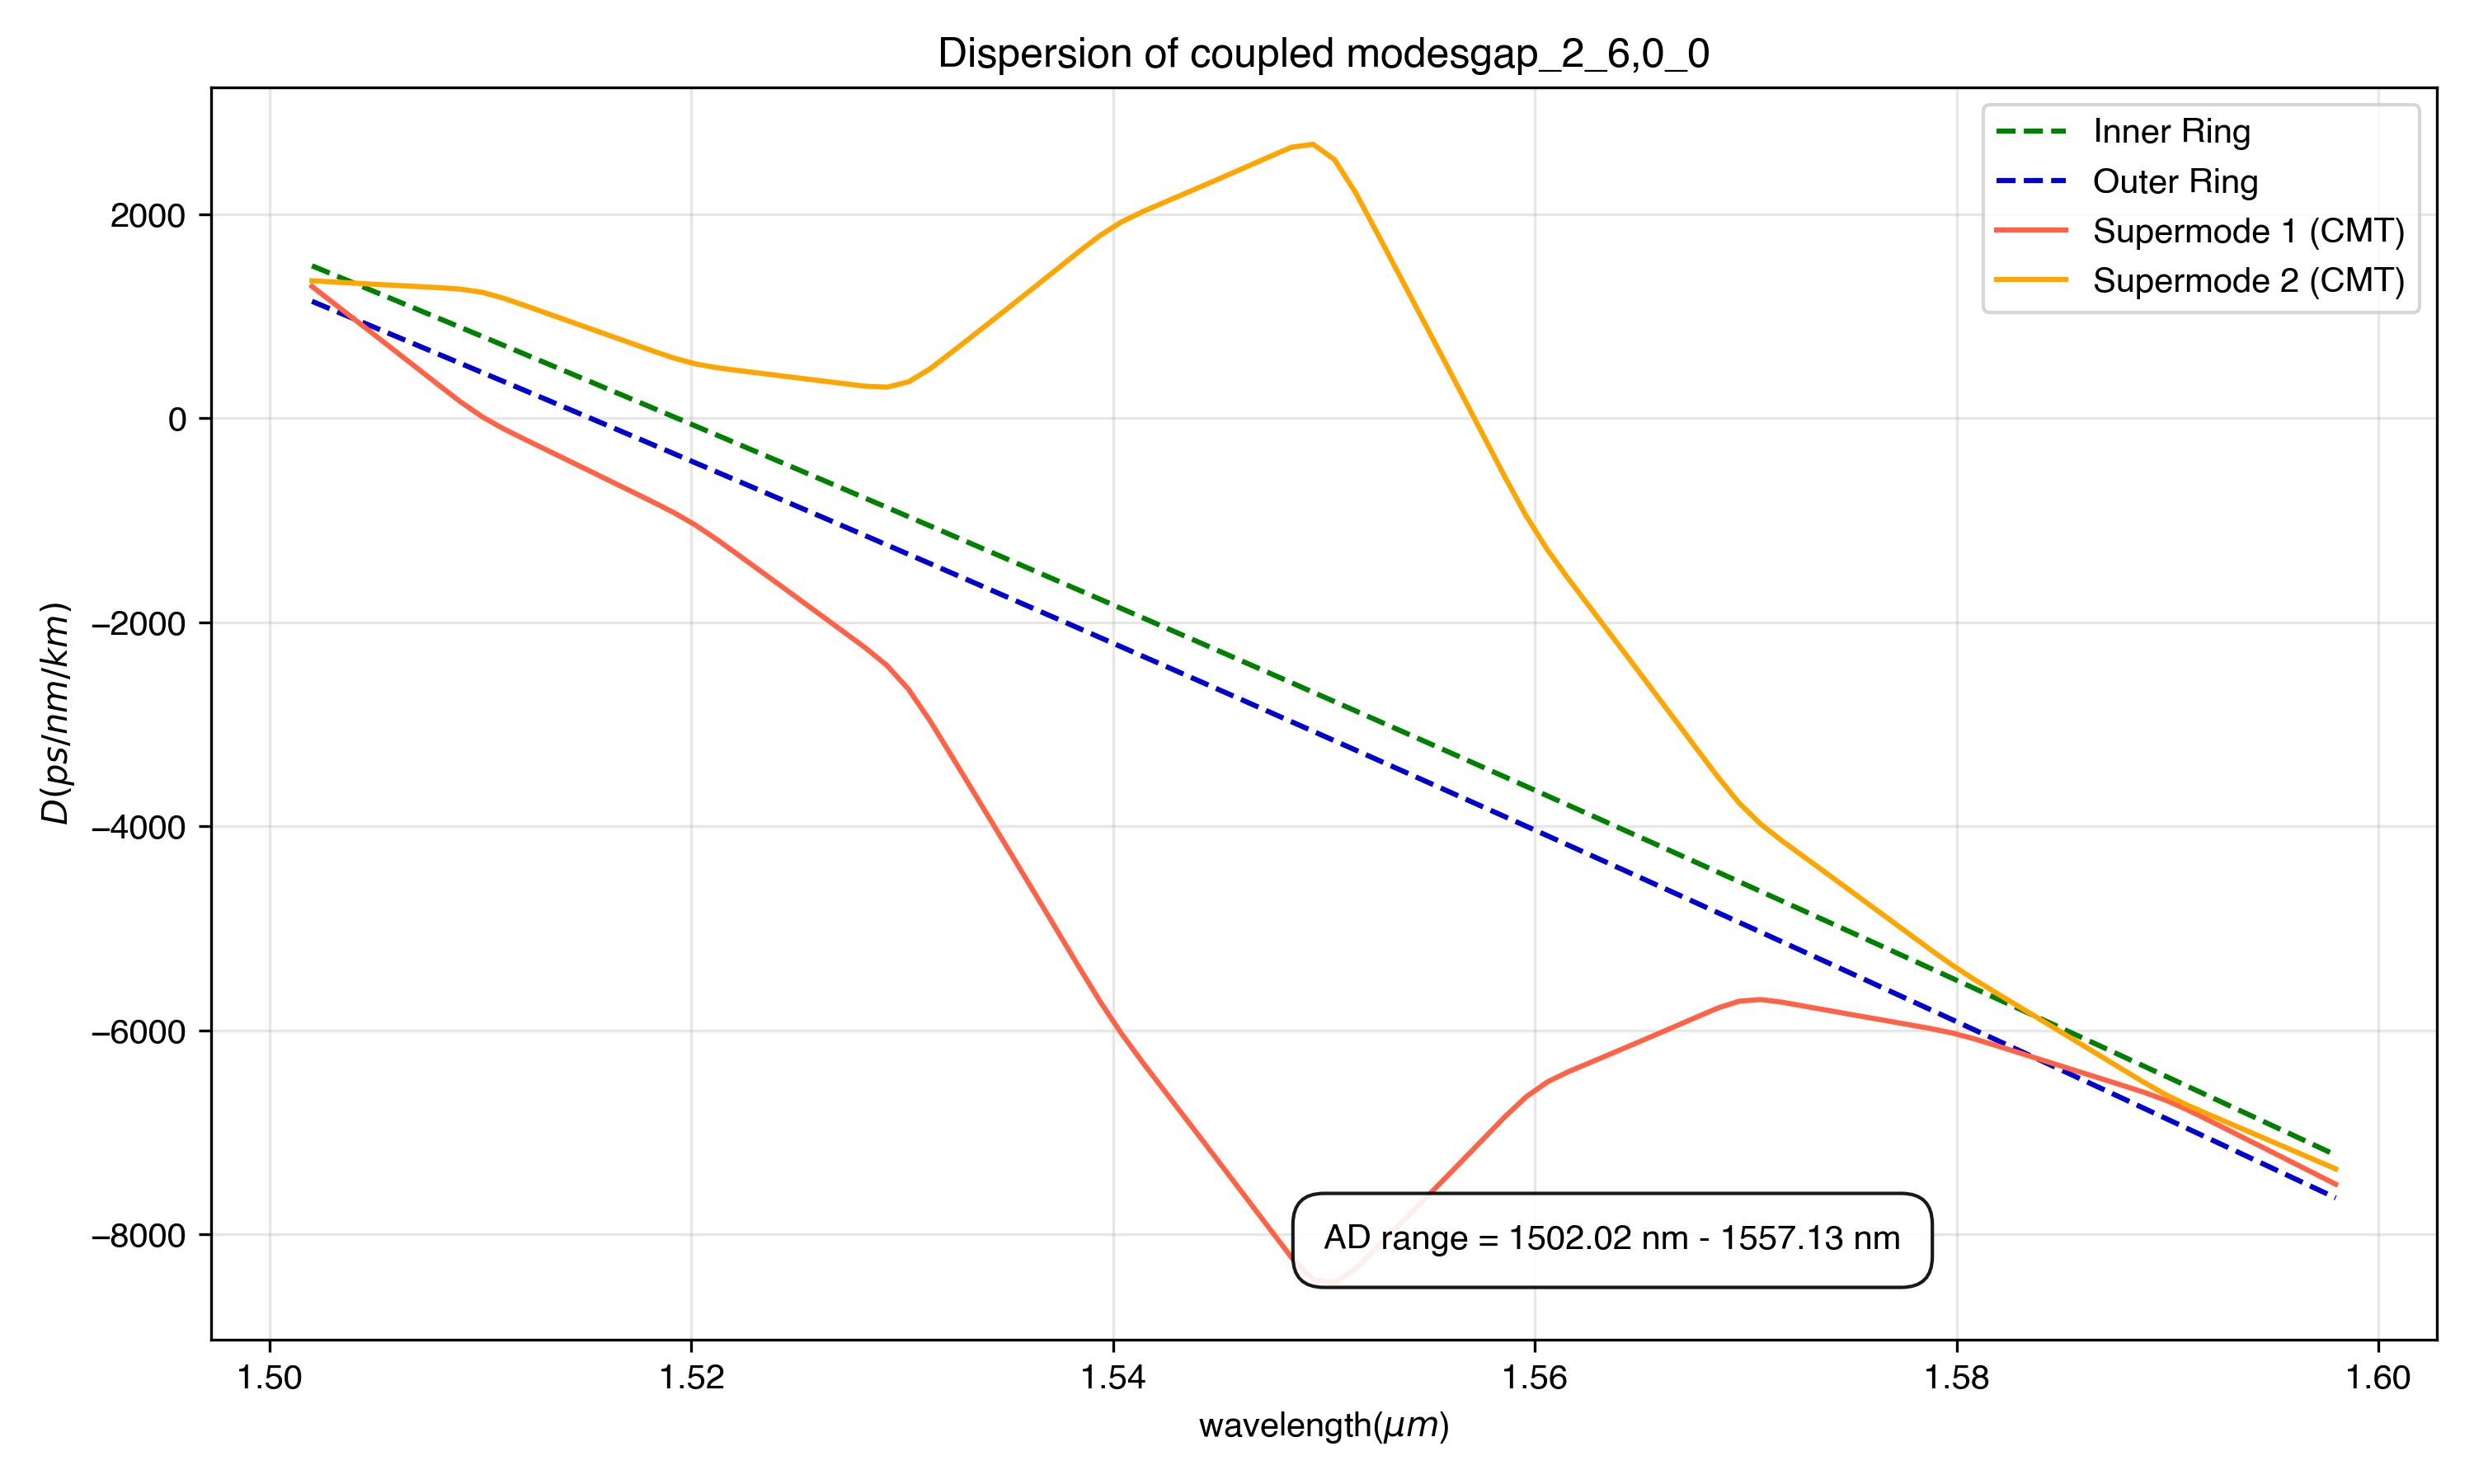 Dispersion of coupled modesgap_2_6,0_0
Inner Ring
Outer Ring
Supermode 1 (CMT)
Supermode 2 (CMT)
2000
0
−2000
−4000
−6000
−8000
D(ps/nm/km)
AD range = 1502.02 nm - 1557.13 nm
1.50 1.52 1.54 1.56 1.58 1.60
wavelength(μm)